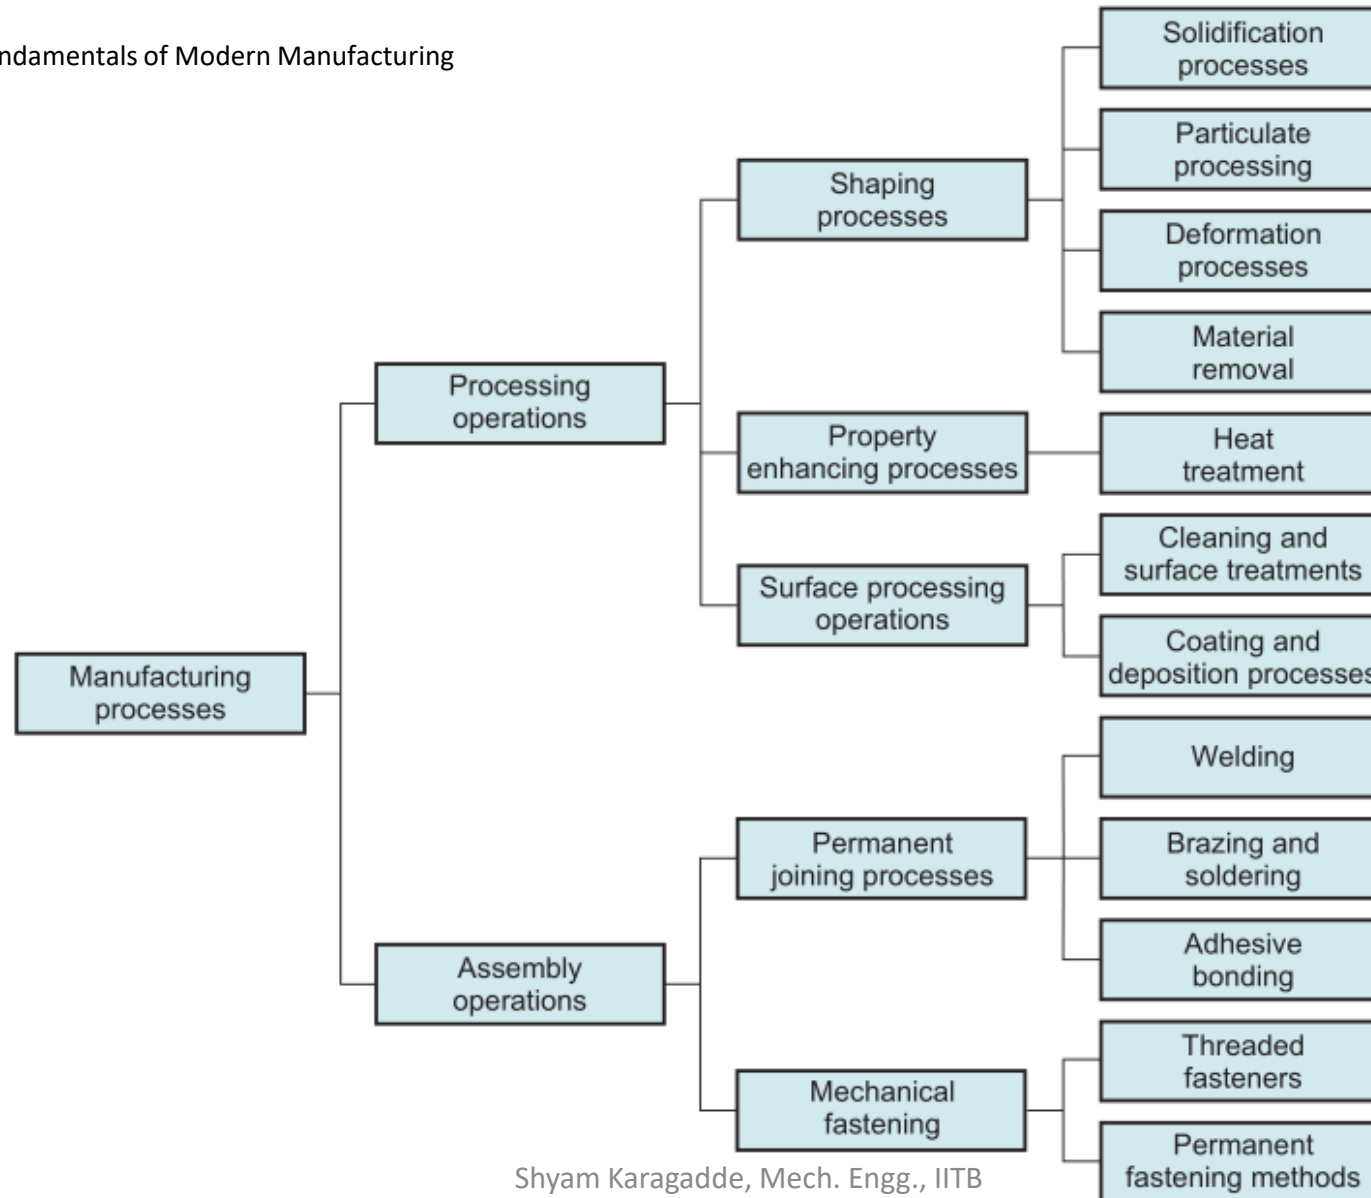 ndamentals of Modern Manufacturing
Solidification
processes
Particulate
processing
Shaping
processes
Deformation
processes
Material
removal
Processing
operations
Property
enhancing processes
Heat
treatment
Cleaning and
surface treatments
Surface processing
operations
Coating and
deposition processes
Manufacturing
processes
Welding
Permanent
joining processes
Brazing and
soldering
Adhesive
bonding
Assembly
operations
Threaded
fasteners
Mechanical
fastening
Permanent
fastening methods
Shyam Karagadde, Mech. Engg., IITB